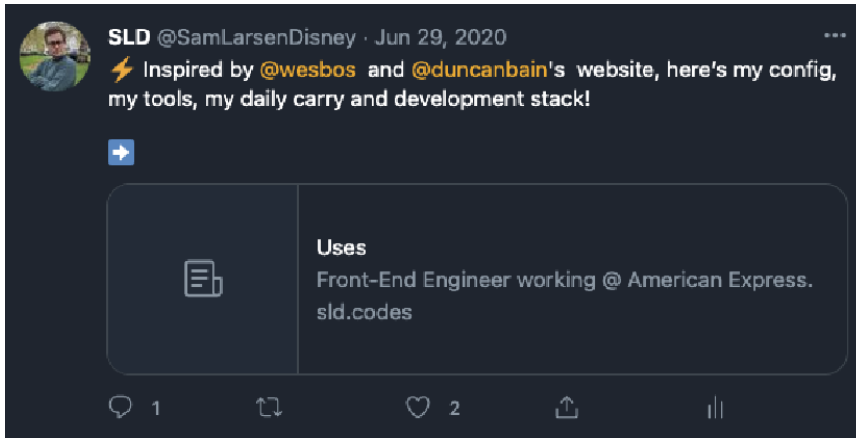 SLD @SamLarsenDisney · Jun 29, 2020
⚡ Inspired by @wesbos and @duncanbain's website, here's my config,
my tools, my daily carry and development stack!
➡️
Uses
Front-End Engineer working @ American Express.
sld.codes
1 2